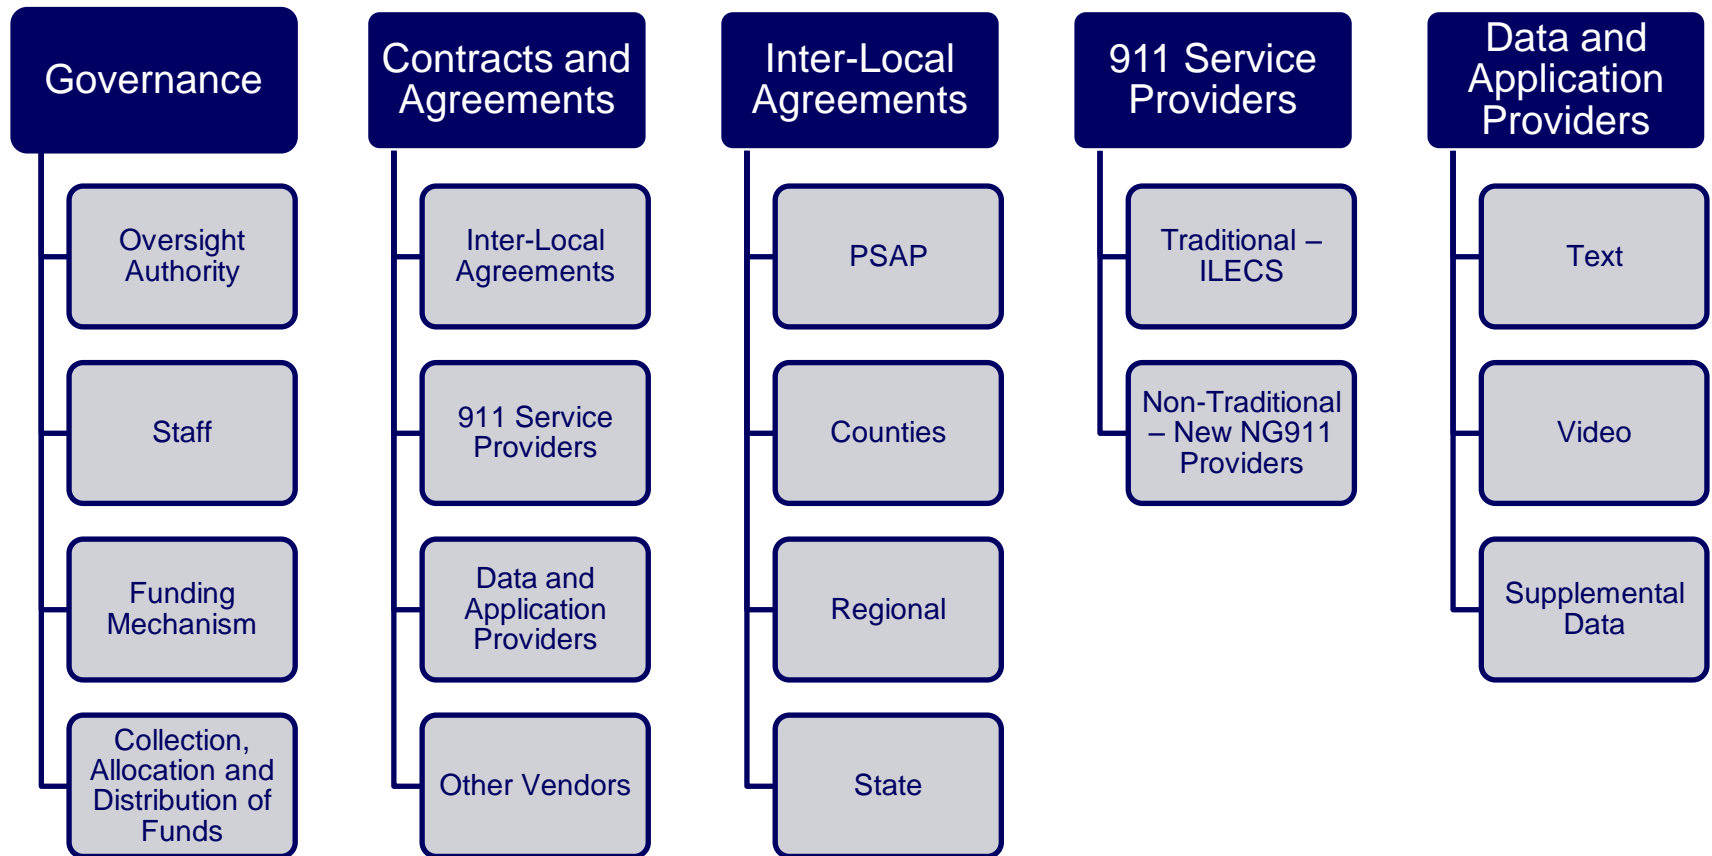 Governance
Oversight
Authority
Staff
Funding
Mechanism
Collection,
Allocation and
Distribution of
Funds
Contracts and
Agreements
Inter-Local
Agreements
911 Service
Providers
Data and
Application
Providers
Other Vendors
Inter-Local
Agreements
PSAP
Counties
Regional
State
911 Service
Providers
Traditional –
ILECS
Non-Traditional
– New NG911
Providers
Data and
Application
Providers
Text
Video
Supplemental
Data